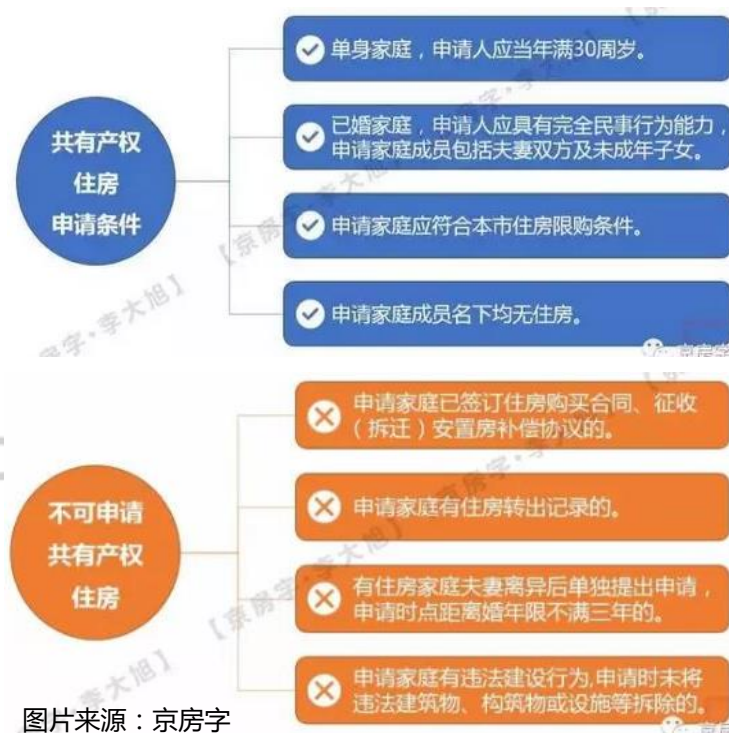 共有产权
住房
申请条件
单身家庭，申请人应当年满30周岁。
已婚家庭，申请人应具有完全民事行为能力，
申请家庭成员包括夫妻双方及未成年子女。
申请家庭应符合本市住房限购条件。
申请家庭成员名下均无住房。
不可申请
共有产权
住房
申请家庭已签订住房购买合同、征收
（拆迁）安置房补偿协议的。
申请家庭有住房转出记录的。
有住房家庭夫妻离异后单独提出申请，
申请时点距离婚年限不满三年的。
申请家庭有违法建设行为,申请时未将
违法建筑物、构筑物或设施等拆除的。
【京房字·李大旭】
图片来源：京房字